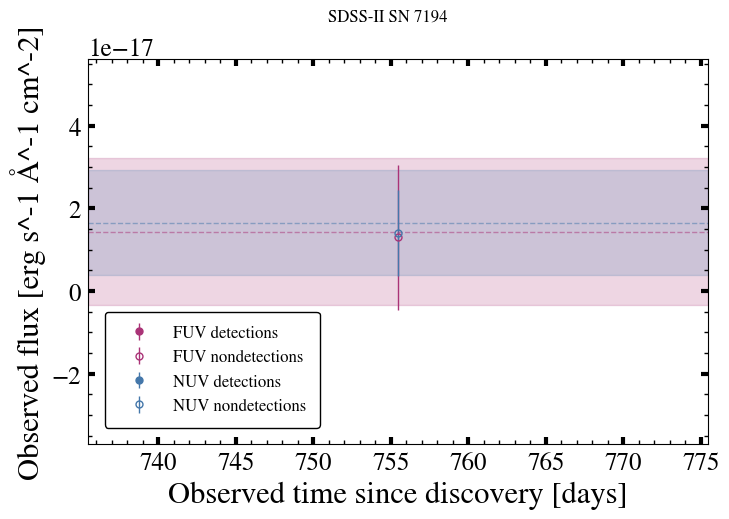 SDSS-II SN 7194
1e−17
4
2
0
−2
Observed flux [erg s^-1 Å^-1 cm^-2]
FUV detections
FUV nondetections
NUV detections
NUV nondetections
740 745 750 755 760 765 770 775
Observed time since discovery [days]